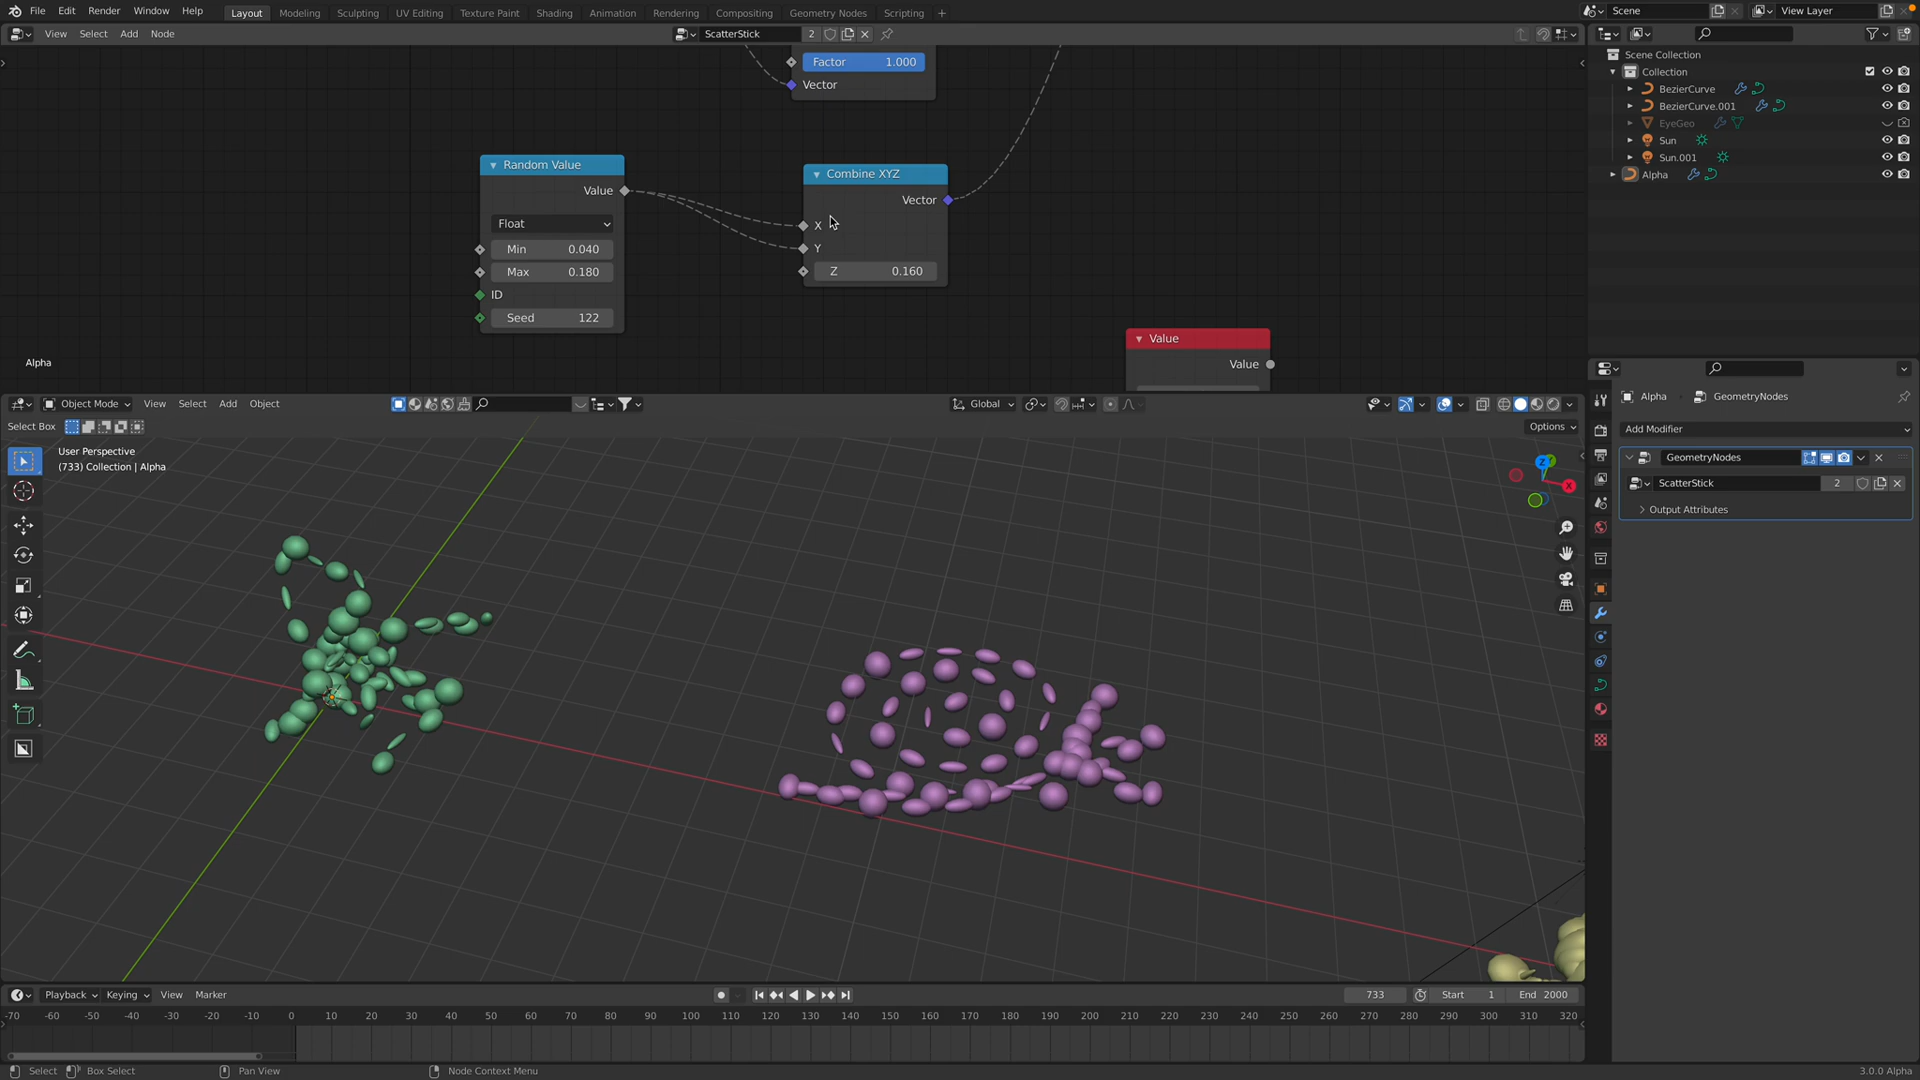 File Edit Render Window Help Layout Modeling Sculpting UV Editing Texture Paint Shading Animation Rendering Compositing Geometry Nodes Scripting + Scene View Layer
View Select Add Node ScatterStick 2
Scene Collection
Collection
BezierCurve
BezierCurve.001
EyeGeo
Sun
Sun.001
Alpha
Factor 1.000
Vector
Random Value
Value
Float
Min 0.040
Max 0.180
ID
Seed 122
Combine XYZ
Vector
X
Y
Z 0.160
Value
Value
Alpha
Object Mode View Select Add Object Global
Select Box Options
User Perspective
(733) Collection | Alpha
Z
Y
X
Alpha GeometryNodes
Add Modifier
GeometryNodes
ScatterStick 2
Output Attributes
Playback Keying View Marker 733 Start 1 End 2000
-70 -60 -50 -40 -30 -20 -10 0 10 20 30 40 50 60 70 80 90 100 110 120 130 140 150 160 170 180 190 200 210 220 230 240 250 260 270 280 290 300 310 320
Select Box Select Pan View Node Context Menu 3.0.0 Alpha